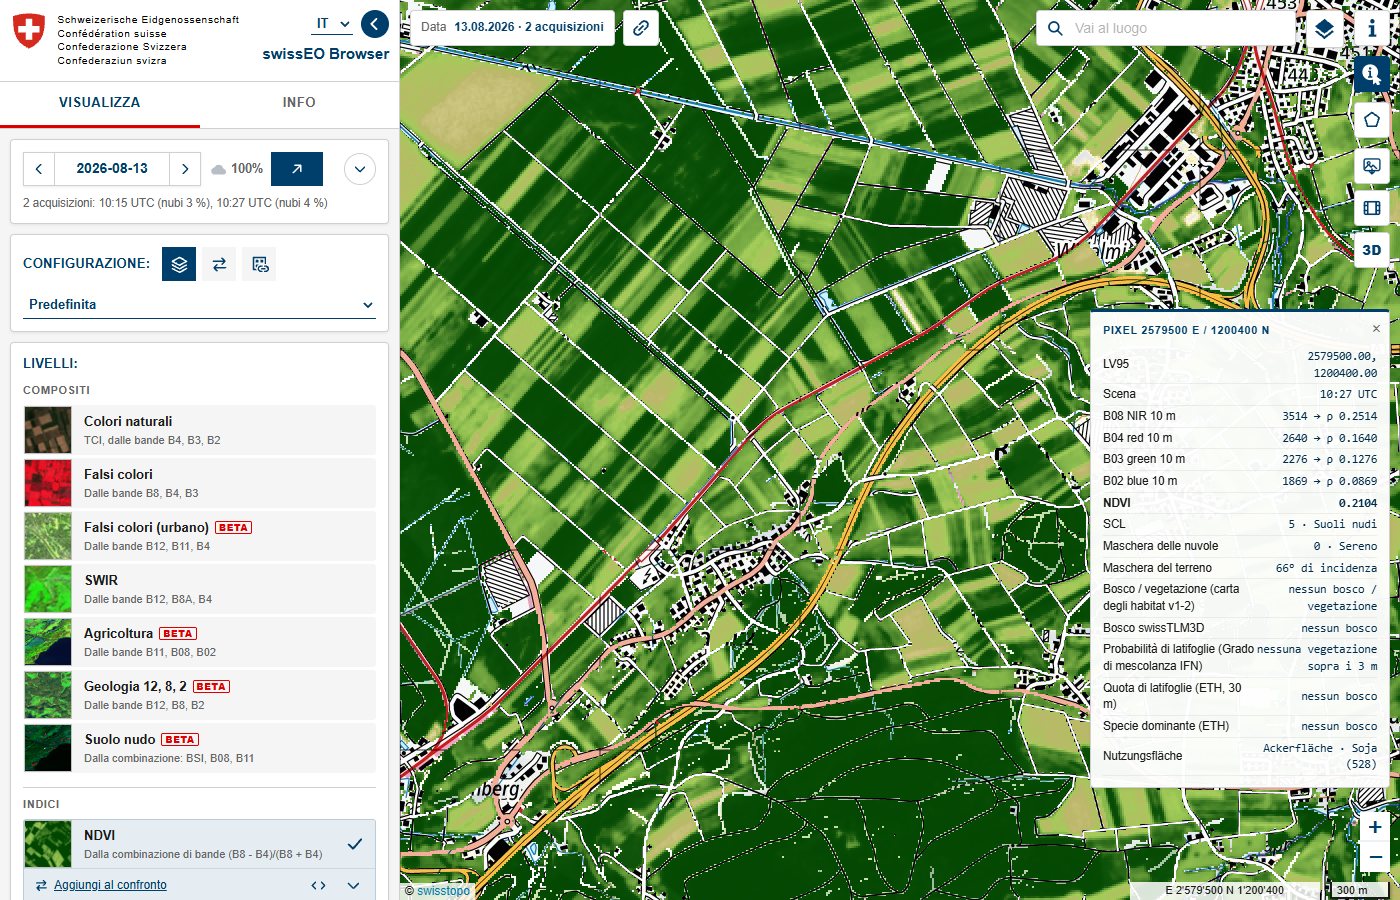 Schweizerische Eidgenossenschaft
Confédération suisse
Confederazione Svizzera
Confederaziun svizra
IT
swissEO Browser
VISUALIZZA
INFO
2026-08-13
100%
2 acquisizioni: 10:15 UTC (nubi 3 %), 10:27 UTC (nubi 4 %)
CONFIGURAZIONE:
Predefinita
LIVELLI:
COMPOSITI
Colori naturali
TCI, dalle bande B4, B3, B2
Falsi colori
Dalle bande B8, B4, B3
Falsi colori (urbano) BETA
Dalle bande B12, B11, B4
SWIR
Dalle bande B12, B8A, B4
Agricoltura BETA
Dalle bande B11, B08, B02
Geologia 12, 8, 2 BETA
Dalle bande B12, B8, B2
Suolo nudo BETA
Dalla combinazione: BSI, B08, B11
INDICI
NDVI
Dalla combinazione di bande (B8 - B4)/(B8 + B4)
Aggiungi al confronto
Data 13.08.2026 · 2 acquisizioni
Vai al luogo
453
44
3D
PIXEL 2579500 E / 1200400 N
LV95 2579500.00,
1200400.00
Scena 10:27 UTC
B08 NIR 10 m 3514 → ρ 0.2514
B04 red 10 m 2640 → ρ 0.1640
B03 green 10 m 2276 → ρ 0.1276
B02 blue 10 m 1869 → ρ 0.0869
NDVI 0.2104
SCL 5 · Suoli nudi
Maschera delle nuvole 0 · Sereno
Maschera del terreno 66° di incidenza
Bosco / vegetazione (carta nessun bosco /
degli habitat v1-2) vegetazione
Bosco swissTLM3D nessun bosco
Probabilità di latifoglie (Grado nessuna vegetazione
di mescolanza IFN) sopra i 3 m
Quota di latifoglie (ETH, 30 nessun bosco
m)
Specie dominante (ETH) nessun bosco
Nutzungsfläche Ackerfläche · Soja
(528)
berg
© swisstopo
E 2'579'500 N 1'200'400
300 m